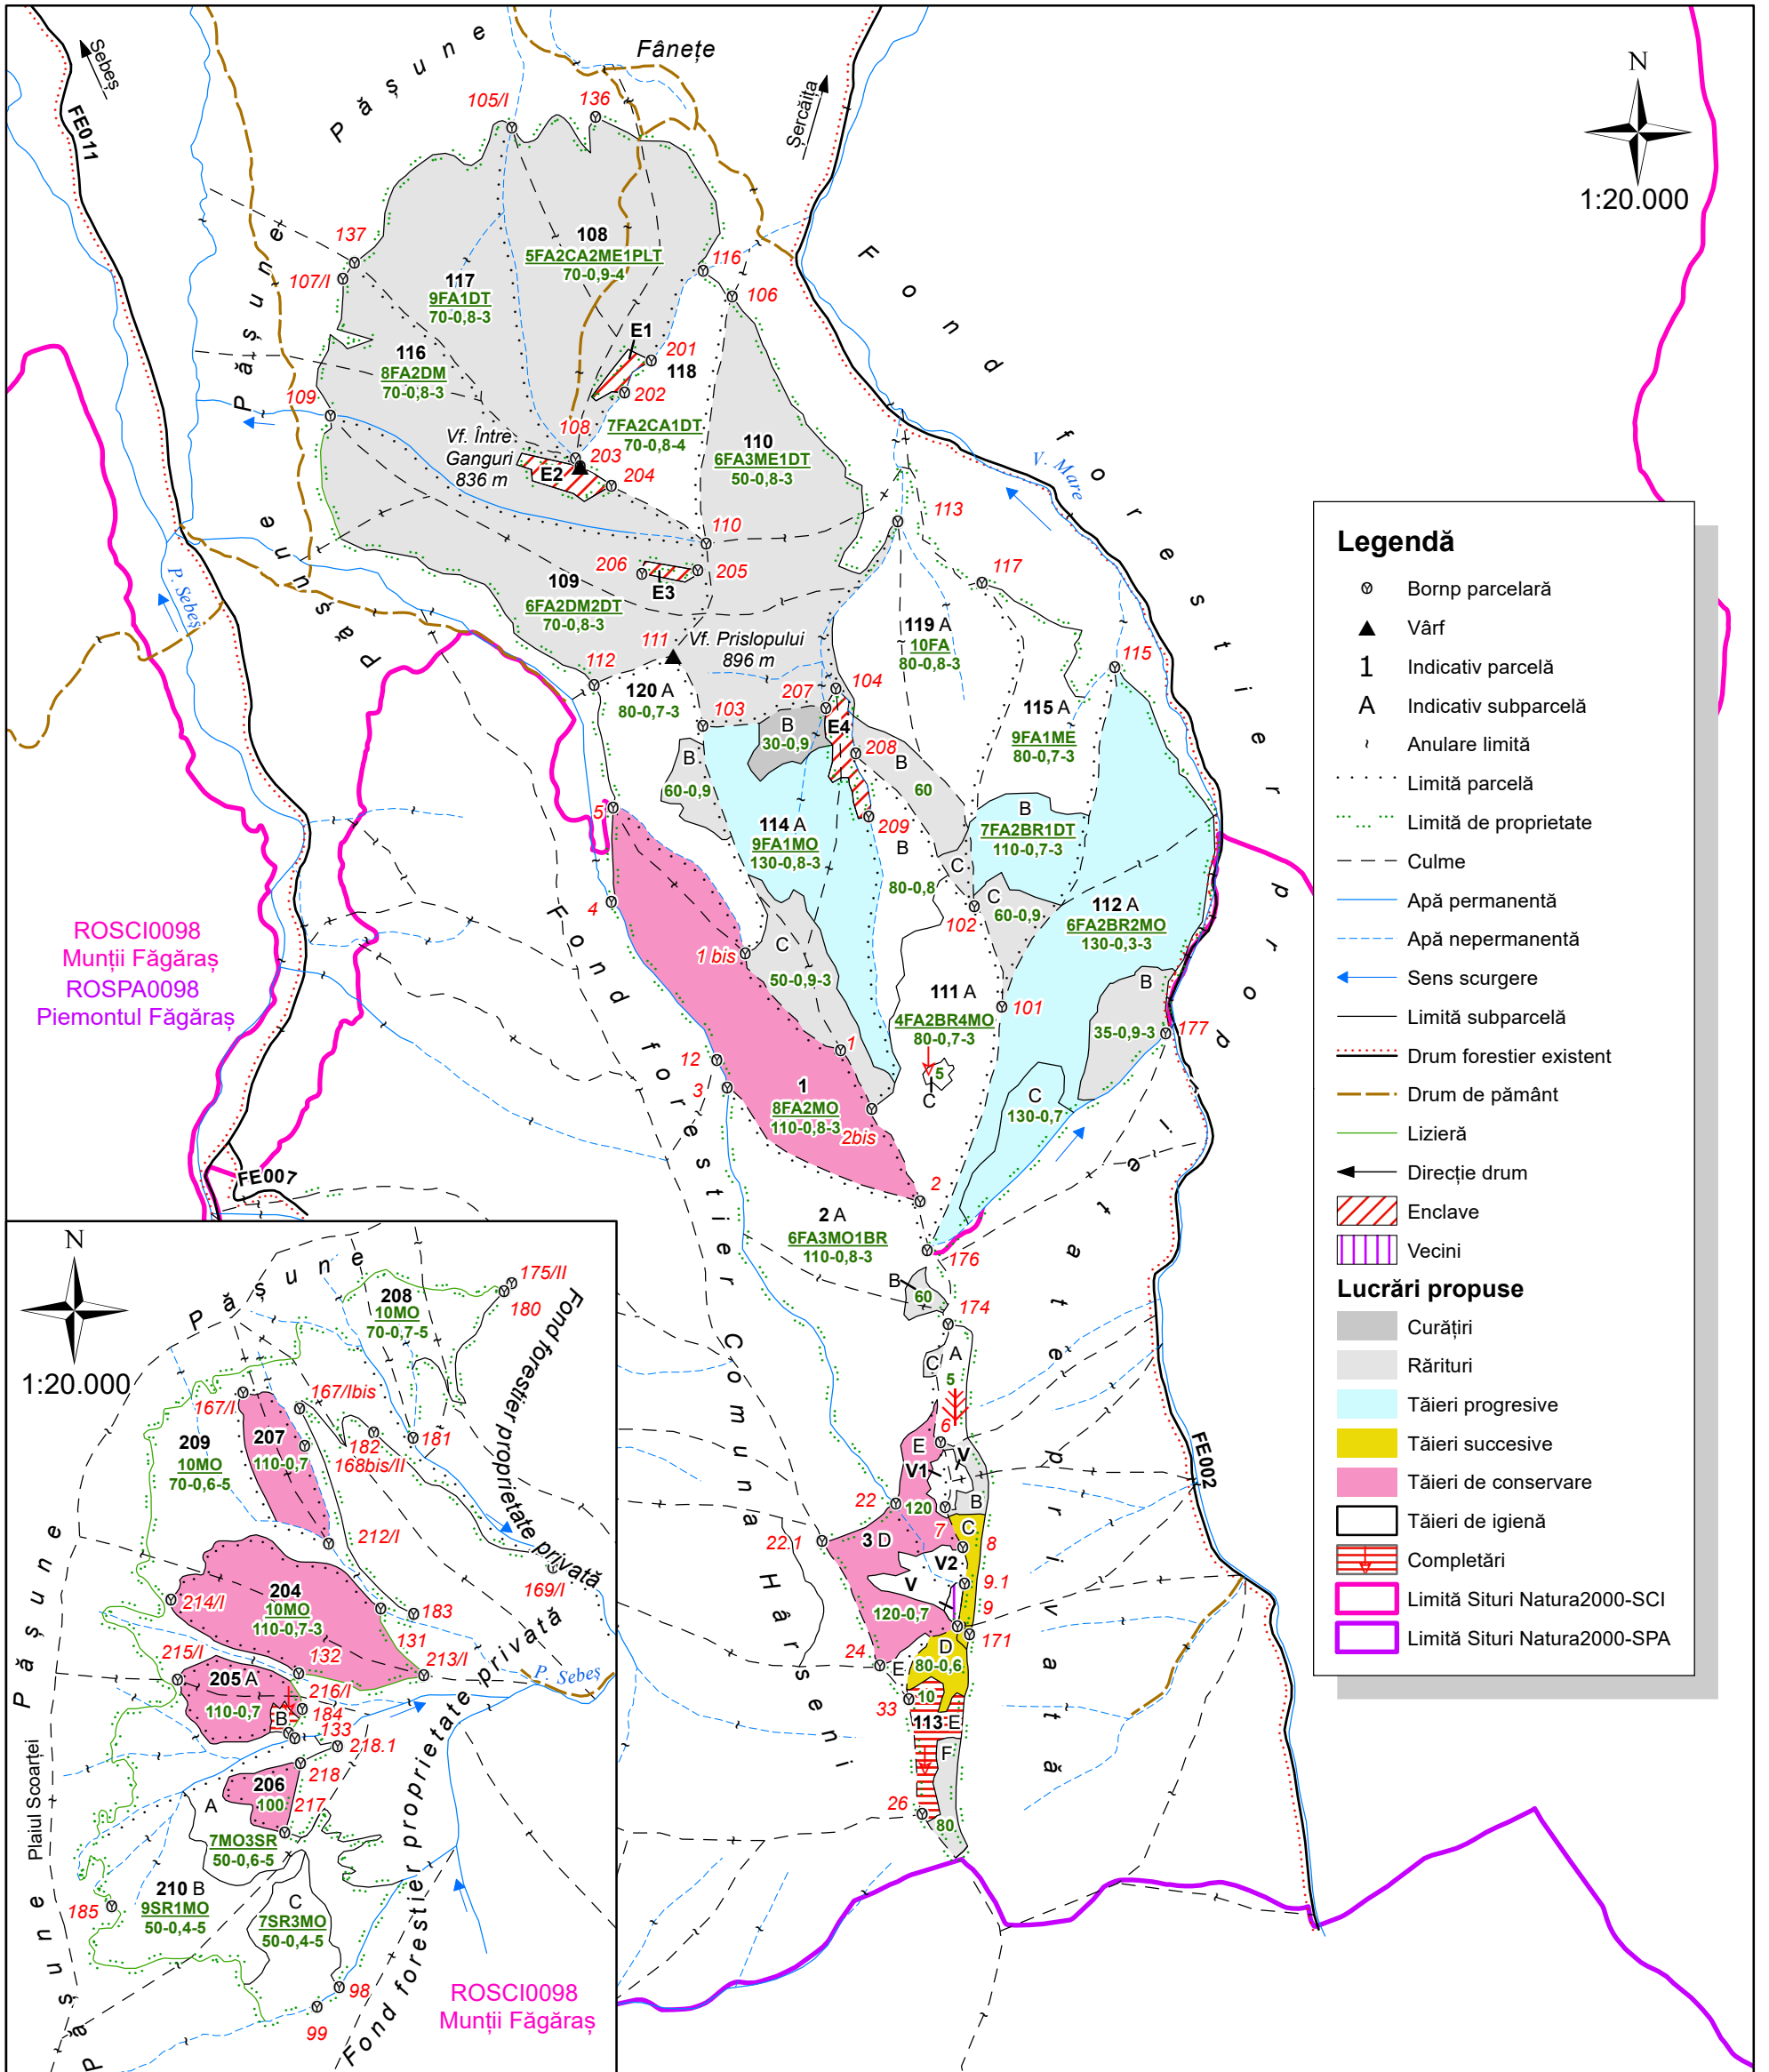 Sebeș
FE011
P ă ș u n e
Fânețe
Șercăița
N
1:20.000
105/I
136
137
107/I
P ă ș u n e
108
5FA2CA2ME1PLT
70-0,9-4
117
9FA1DT
70-0,8-3
116
106
F o n d f o r e s t i e r p r o p r i e t a t e p r i v a t ă
E1
201
118
202
116
8FA2DM
70-0,8-3
109
108
7FA2CA1DT
70-0,8-4
Vf. Între
Ganguri
836 m
203
E2
204
110
6FA3ME1DT
50-0,8-3
V. Mare
113
110
206
205
E3
117
109
6FA2DM2DT
70-0,8-3
P ă ș u n e
P. Sebeș
119 A
10FA
80-0,8-3
111
Vf. Prislopului
896 m
112
120 A
80-0,7-3
103
207
104
115
115 A
9FA1ME
80-0,7-3
B
30-0,9
E4
208
B
60
B
60-0,9
5
114 A
9FA1MO
130-0,8-3
209
B
80-0,8
B
7FA2BR1DT
110-0,7-3
C
C
60-0,9
102
112 A
6FA2BR2MO
130-0,3-3
4
1 bis
C
50-0,9-3
111 A
4FA2BR4MO
80-0,7-3
101
B
35-0,9-3
177
ROSCI0098
Munții Făgăraș
ROSPA0098
Piemontul Făgăraș
12
3
1
1
8FA2MO
110-0,8-3
2bis
5
C
C
130-0,7
2
FE007
F o n d f o r e s t i e r C o m u n a H â r s e n i
2 A
6FA3MO1BR
110-0,8-3
176
B
60
174
C
A
5
6
E
V1
V
120
B
22
7
C
8
22.1
3 D
V2
V
9.1
120-0,7
9
171
24
E
D
80-0,6
33
10
113 E
F
26
80
FE002
Legendă
Bornp parcelară
Vârf
1 Indicativ parcelă
A Indicativ subparcelă
Anulare limită
Limită parcelă
Limită de proprietate
Culme
Apă permanentă
Apă nepermanentă
Sens scurgere
Limită subparcelă
Drum forestier existent
Drum de pământ
Lizieră
Direcție drum
Enclave
Vecini
Lucrări propuse
Curățiri
Rărituri
Tăieri progresive
Tăieri succesive
Tăieri de conservare
Tăieri de igienă
Completări
Limită Situri Natura2000-SCI
Limită Situri Natura2000-SPA
N
1:20.000
P ă ș u n e
208
10MO
70-0,7-5
175/II
180
Fond forestier proprietate privată
167/I
167/Ibis
207
110-0,7
209
10MO
70-0,6-5
182
168bis/II
181
212/I
169/I
204
10MO
110-0,7-3
214/I
183
131
215/I
132
213/I
205 A
110-0,7
216/I
B
184
133
218.1
P. Sebeș
206
100
218
217
A
7MO3SR
50-0,6-5
210 B
9SR1MO
50-0,4-5
185
C
7SR3MO
50-0,4-5
98
99
P ă ș u n e
Plaiul Scoarței
P ă ș u n e
Fond forestier proprietate privată
ROSCI0098
Munții Făgăraș